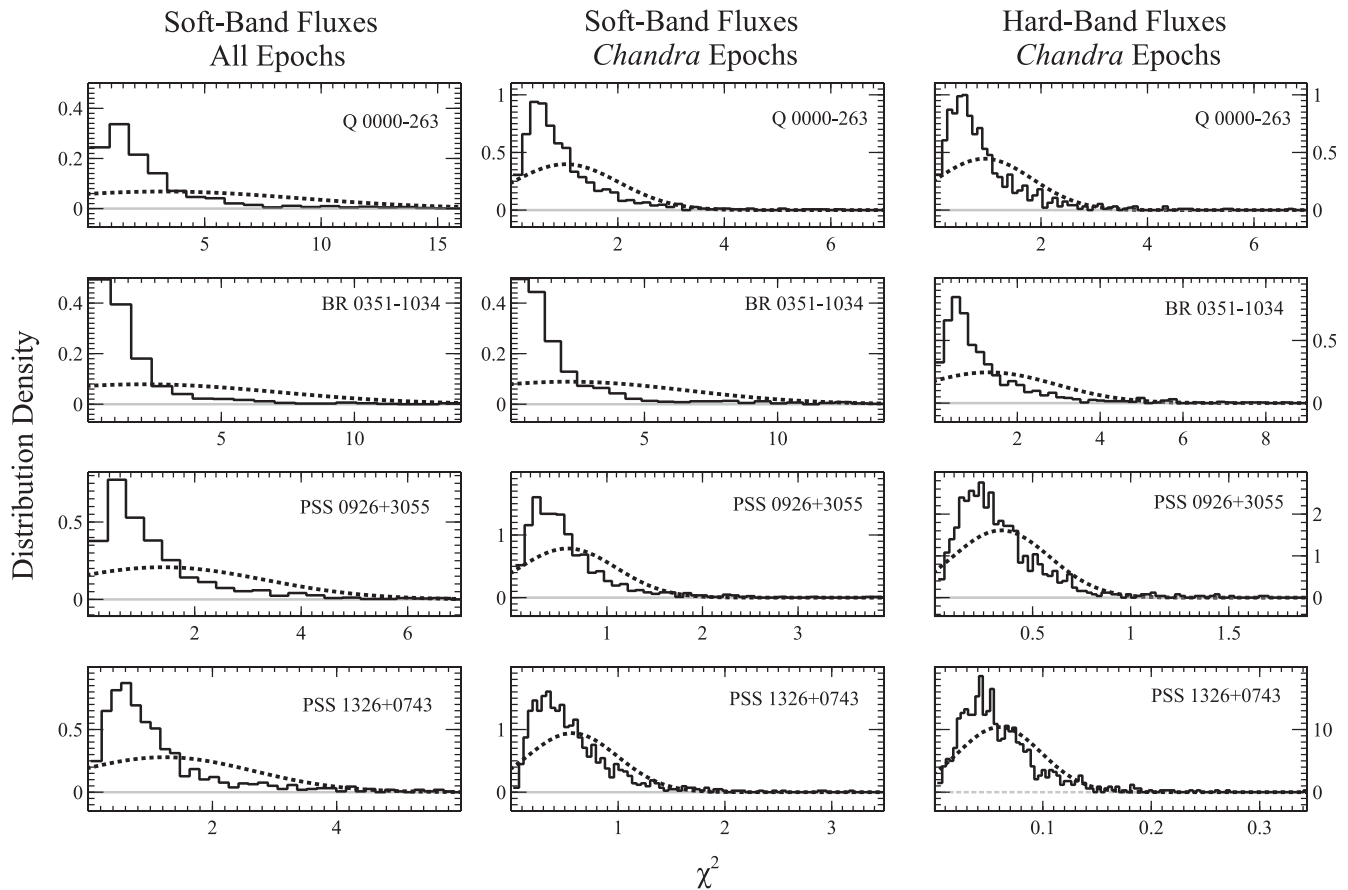 Soft-Band Fluxes Soft-Band Fluxes Hard-Band Fluxes
All Epochs Chandra Epochs Chandra Epochs
Q 0000-263 Q 0000-263 Q 0000-263
0.4 1 1
0.2 0.5 0.5
0 0 0
5 10 15 2 4 6 2 4 6
BR 0351-1034 BR 0351-1034 BR 0351-1034
0.4 0.4 0.5
0.2 0.2
0 0 0
5 10 5 10 2 4 6 8
Distribution Density
PSS 0926+3055 PSS 0926+3055 PSS 0926+3055
0.5 1 2
1
0 0 0
2 4 6 1 2 3 0.5 1 1.5
PSS 1326+0743 PSS 1326+0743 PSS 1326+0743
0.5 1 10
0 0 0
2 4 1 2 3 0.1 0.2 0.3
χ²